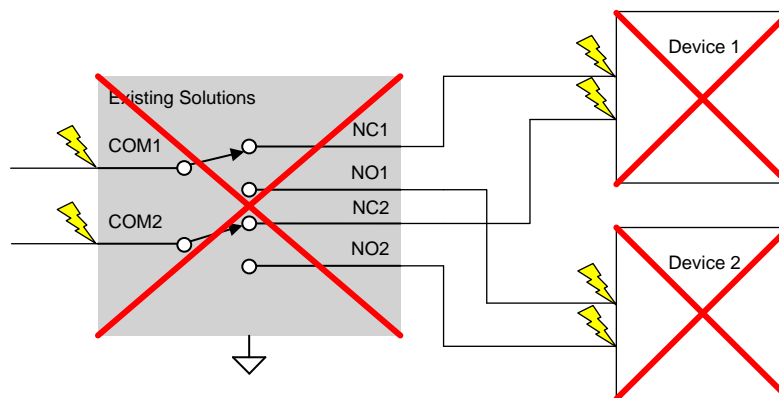 Existing Solutions
COM1
NC1
NO1
COM2
NC2
NO2
Device 1
Device 2